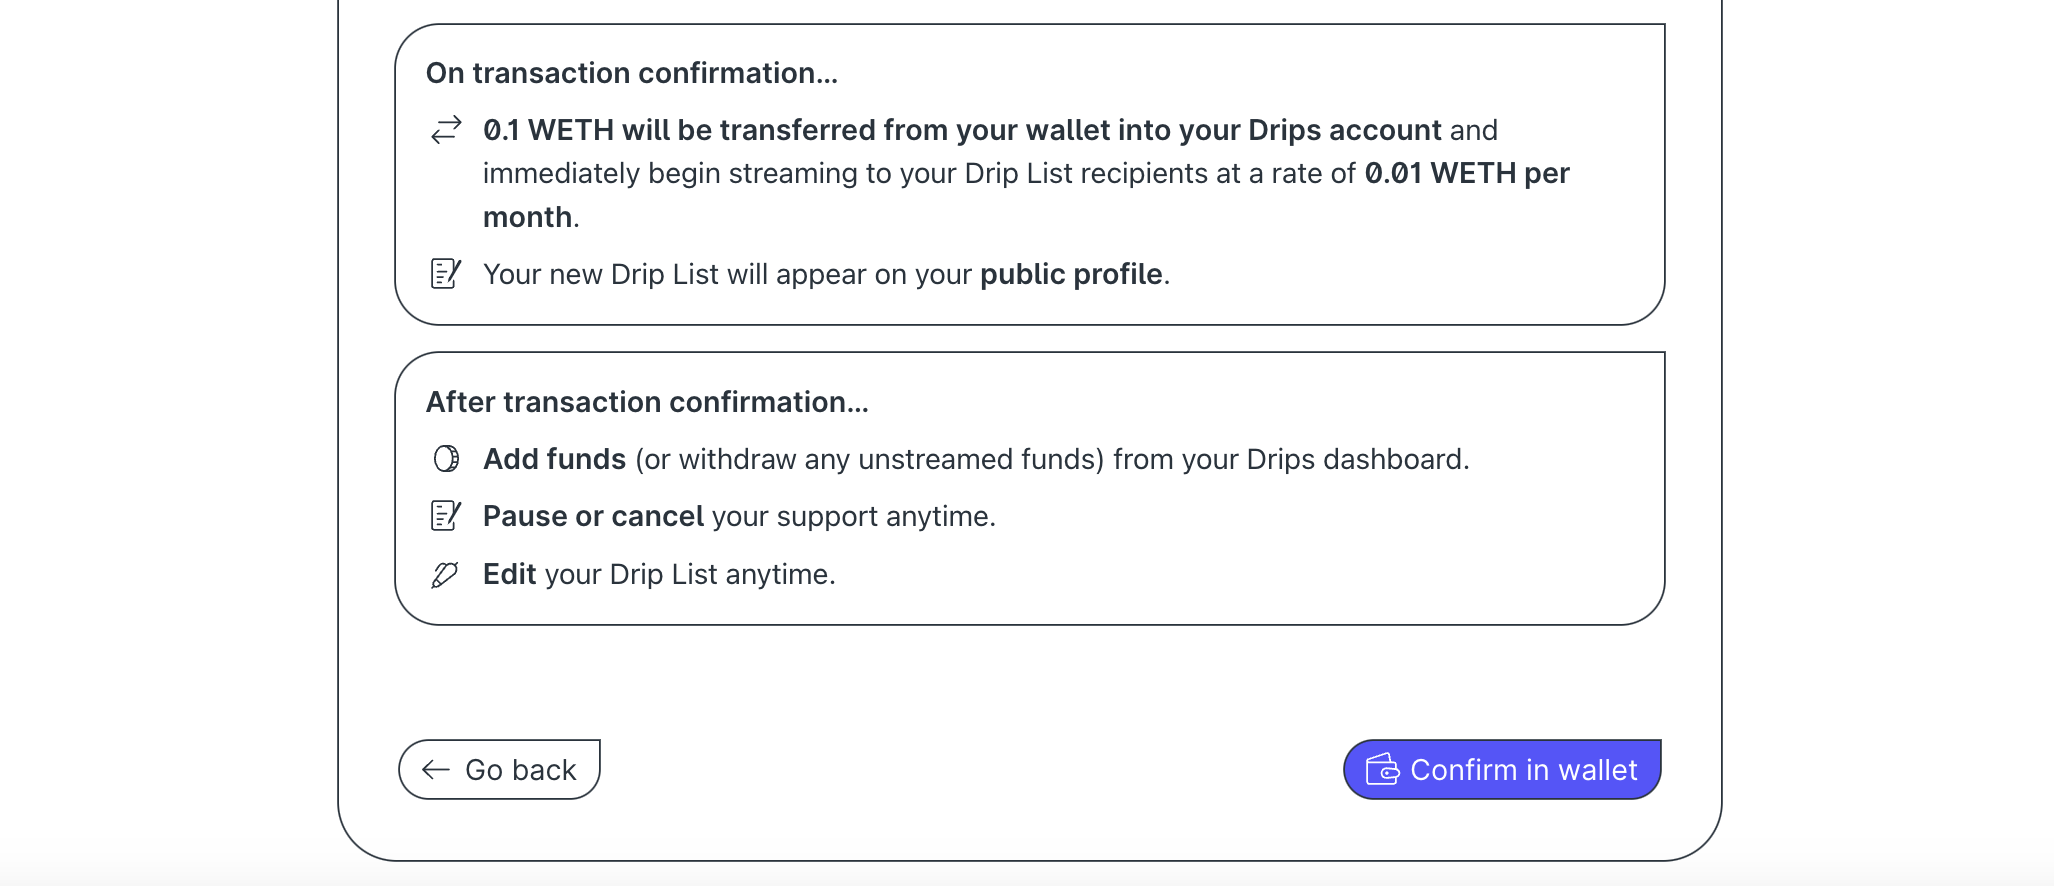 On transaction confirmation...
0.1 WETH will be transferred from your wallet into your Drips account and
immediately begin streaming to your Drip List recipients at a rate of 0.01 WETH per
month.
Your new Drip List will appear on your public profile.
After transaction confirmation...
Add funds (or withdraw any unstreamed funds) from your Drips dashboard.
Pause or cancel your support anytime.
Edit your Drip List anytime.
Go back
Confirm in wallet